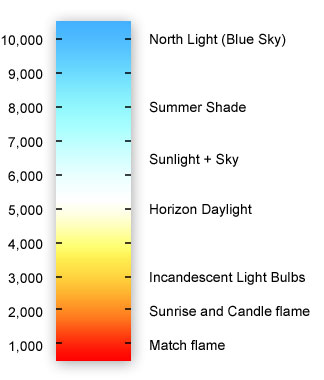 10,000 North Light (Blue Sky)
9,000
8,000 Summer Shade
7,000 Sunlight + Sky
6,000
5,000 Horizon Daylight
4,000
3,000 Incandescent Light Bulbs
2,000 Sunrise and Candle flame
1,000 Match flame